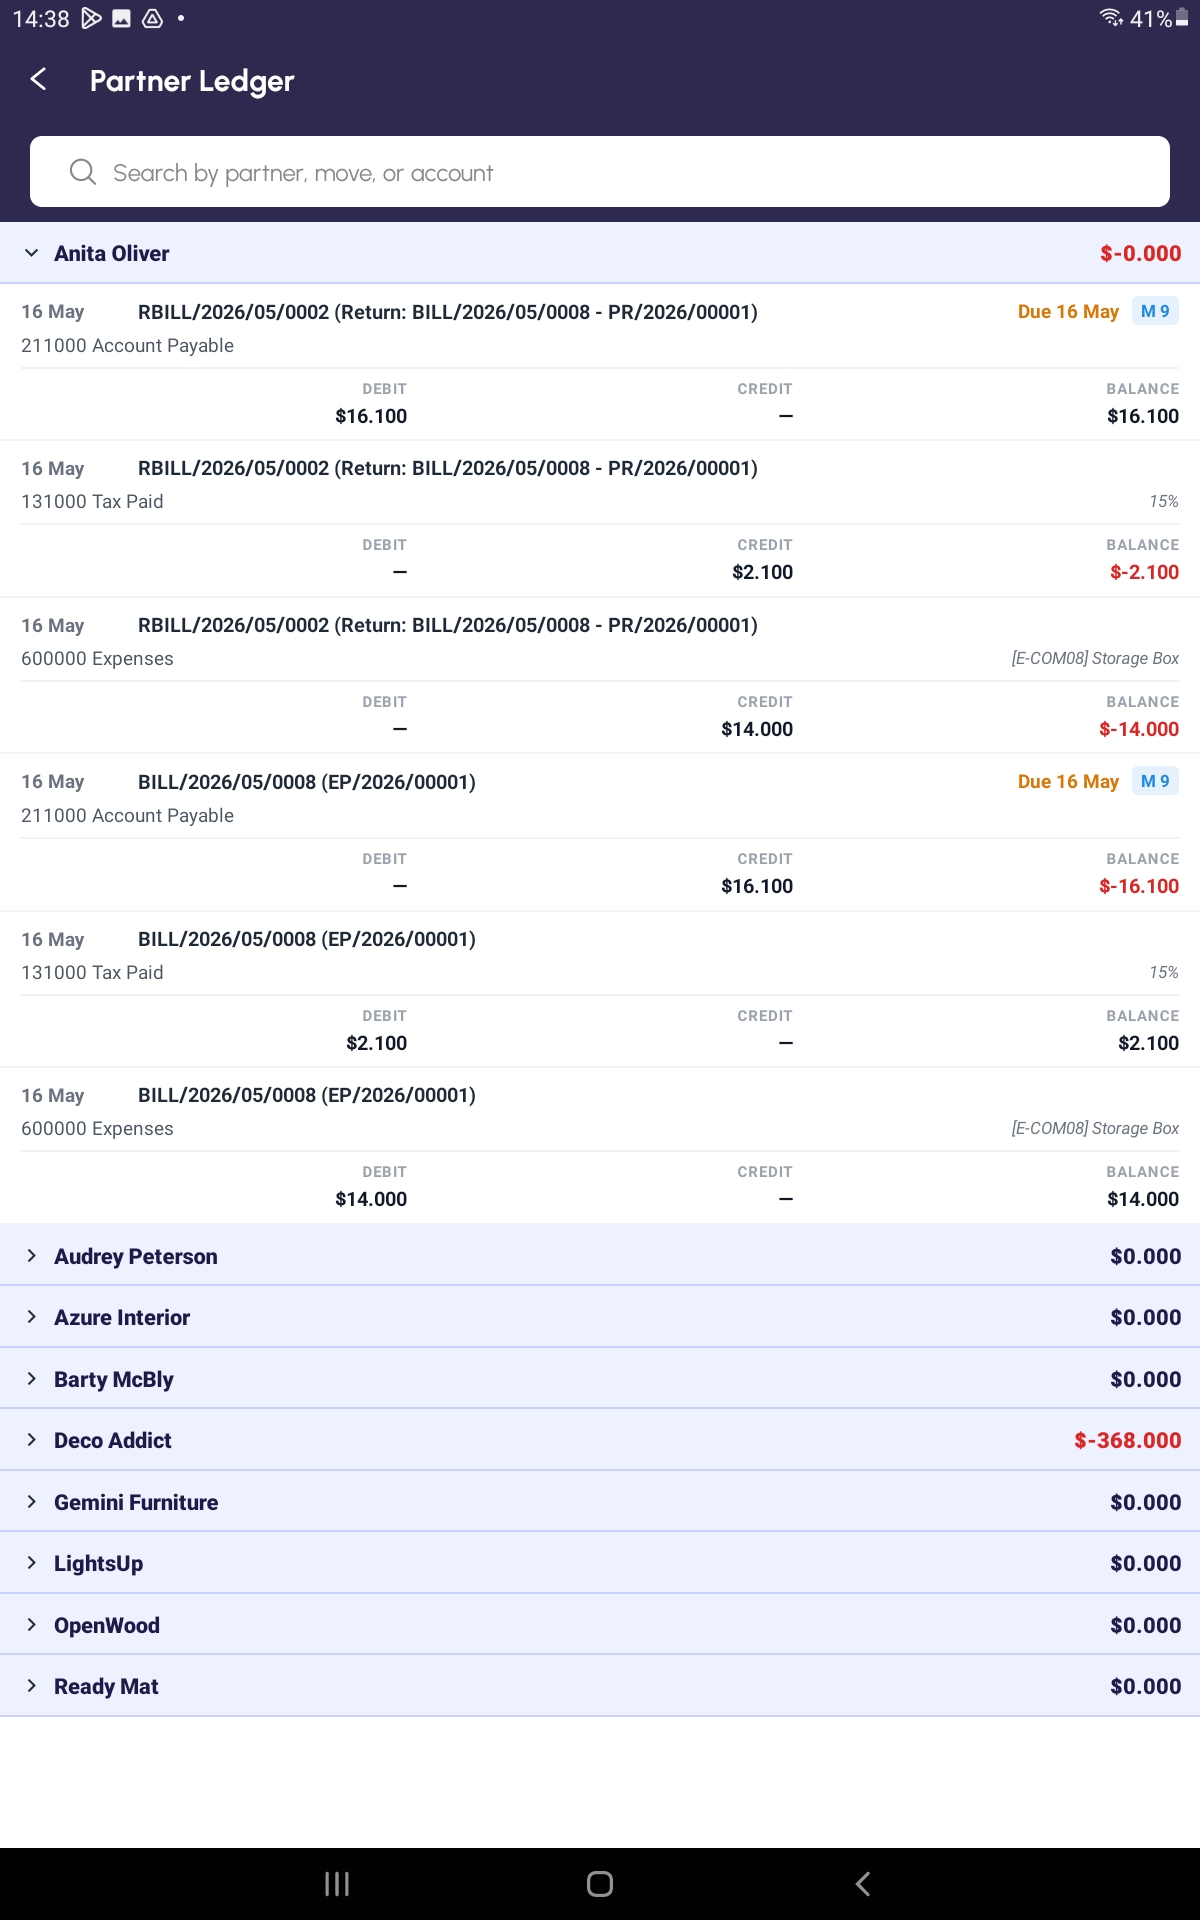 14:38 41%
Partner Ledger
Search by partner, move, or account
Anita Oliver $-0.000
16 May RBILL/2026/05/0002 (Return: BILL/2026/05/0008 - PR/2026/00001) Due 16 May M 9
211000 Account Payable
DEBIT CREDIT BALANCE
$16.100 — $16.100
16 May RBILL/2026/05/0002 (Return: BILL/2026/05/0008 - PR/2026/00001)
131000 Tax Paid 15%
DEBIT CREDIT BALANCE
— $2.100 $-2.100
16 May RBILL/2026/05/0002 (Return: BILL/2026/05/0008 - PR/2026/00001)
600000 Expenses [E-COM08] Storage Box
DEBIT CREDIT BALANCE
— $14.000 $-14.000
16 May BILL/2026/05/0008 (EP/2026/00001) Due 16 May M 9
211000 Account Payable
DEBIT CREDIT BALANCE
— $16.100 $-16.100
16 May BILL/2026/05/0008 (EP/2026/00001)
131000 Tax Paid 15%
DEBIT CREDIT BALANCE
$2.100 — $2.100
16 May BILL/2026/05/0008 (EP/2026/00001)
600000 Expenses [E-COM08] Storage Box
DEBIT CREDIT BALANCE
$14.000 — $14.000
Audrey Peterson $0.000
Azure Interior $0.000
Barty McBly $0.000
Deco Addict $-368.000
Gemini Furniture $0.000
LightsUp $0.000
OpenWood $0.000
Ready Mat $0.000